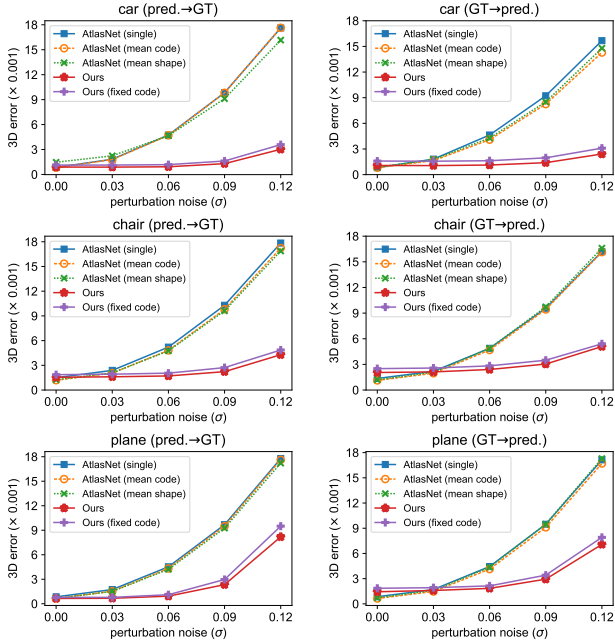 car (pred.→GT)
18
15
12
9
6
3
0
3D error (× 0.001)
AtlasNet (single)
AtlasNet (mean code)
AtlasNet (mean shape)
Ours
Ours (fixed code)
0.00 0.03 0.06 0.09 0.12
perturbation noise (σ)
car (GT→pred.)
18
15
12
9
6
3
0
3D error (× 0.001)
AtlasNet (single)
AtlasNet (mean code)
AtlasNet (mean shape)
Ours
Ours (fixed code)
0.00 0.03 0.06 0.09 0.12
perturbation noise (σ)
chair (pred.→GT)
18
15
12
9
6
3
0
3D error (× 0.001)
AtlasNet (single)
AtlasNet (mean code)
AtlasNet (mean shape)
Ours
Ours (fixed code)
0.00 0.03 0.06 0.09 0.12
perturbation noise (σ)
chair (GT→pred.)
18
15
12
9
6
3
0
3D error (× 0.001)
AtlasNet (single)
AtlasNet (mean code)
AtlasNet (mean shape)
Ours
Ours (fixed code)
0.00 0.03 0.06 0.09 0.12
perturbation noise (σ)
plane (pred.→GT)
18
15
12
9
6
3
0
3D error (× 0.001)
AtlasNet (single)
AtlasNet (mean code)
AtlasNet (mean shape)
Ours
Ours (fixed code)
0.00 0.03 0.06 0.09 0.12
perturbation noise (σ)
plane (GT→pred.)
18
15
12
9
6
3
0
3D error (× 0.001)
AtlasNet (single)
AtlasNet (mean code)
AtlasNet (mean shape)
Ours
Ours (fixed code)
0.00 0.03 0.06 0.09 0.12
perturbation noise (σ)